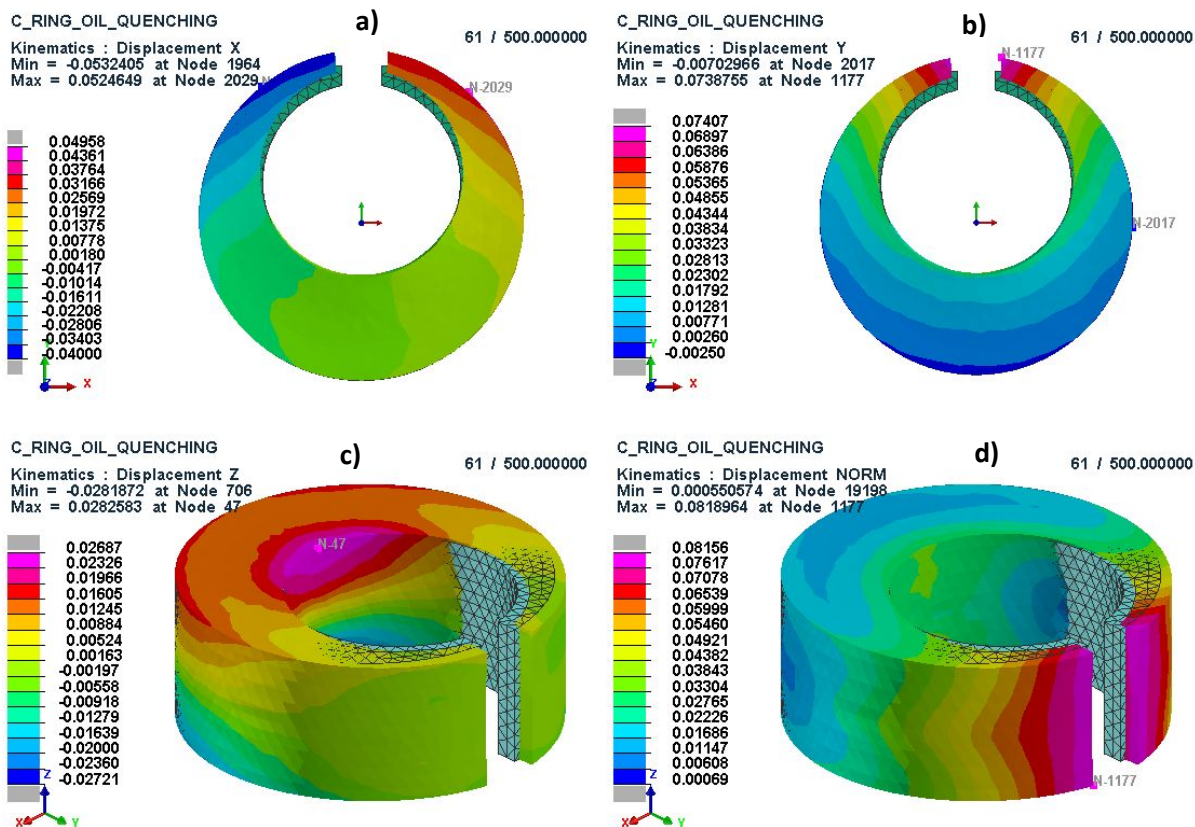 C_RING_OIL_QUENCHING
a)
61 / 500.000000
Kinematics : Displacement X
Min = -0.0532405 at Node 1964
Max = 0.0524649 at Node 2029
N-2029
0.04958
0.04361
0.03764
0.03166
0.02569
0.01972
0.01375
0.00778
0.00180
-0.00417
-0.01014
-0.01611
-0.02208
-0.02806
-0.03403
-0.04000
Y
Z
X
C_RING_OIL_QUENCHING
b)
61 / 500.000000
Kinematics : Displacement Y
Min = -0.00702966 at Node 2017
Max = 0.0738755 at Node 1177
N-1177
N-2017
0.07407
0.06897
0.06386
0.05876
0.05365
0.04855
0.04344
0.03834
0.03323
0.02813
0.02302
0.01792
0.01281
0.00771
0.00260
-0.00250
Y
Z
X
C_RING_OIL_QUENCHING
c)
61 / 500.000000
Kinematics : Displacement Z
Min = -0.0281872 at Node 706
Max = 0.0282583 at Node 47
N-47
0.02687
0.02326
0.01966
0.01605
0.01245
0.00884
0.00524
0.00163
-0.00197
-0.00558
-0.00918
-0.01279
-0.01639
-0.02000
-0.02360
-0.02721
Z
X
Y
C_RING_OIL_QUENCHING
d)
61 / 500.000000
Kinematics : Displacement NORM
Min = 0.000550574 at Node 19198
Max = 0.0818964 at Node 1177
0.08156
0.07617
0.07078
0.06539
0.05999
0.05460
0.04921
0.04382
0.03843
0.03304
0.02765
0.02226
0.01686
0.01147
0.00608
0.00069
N-1177
Z
X
Y